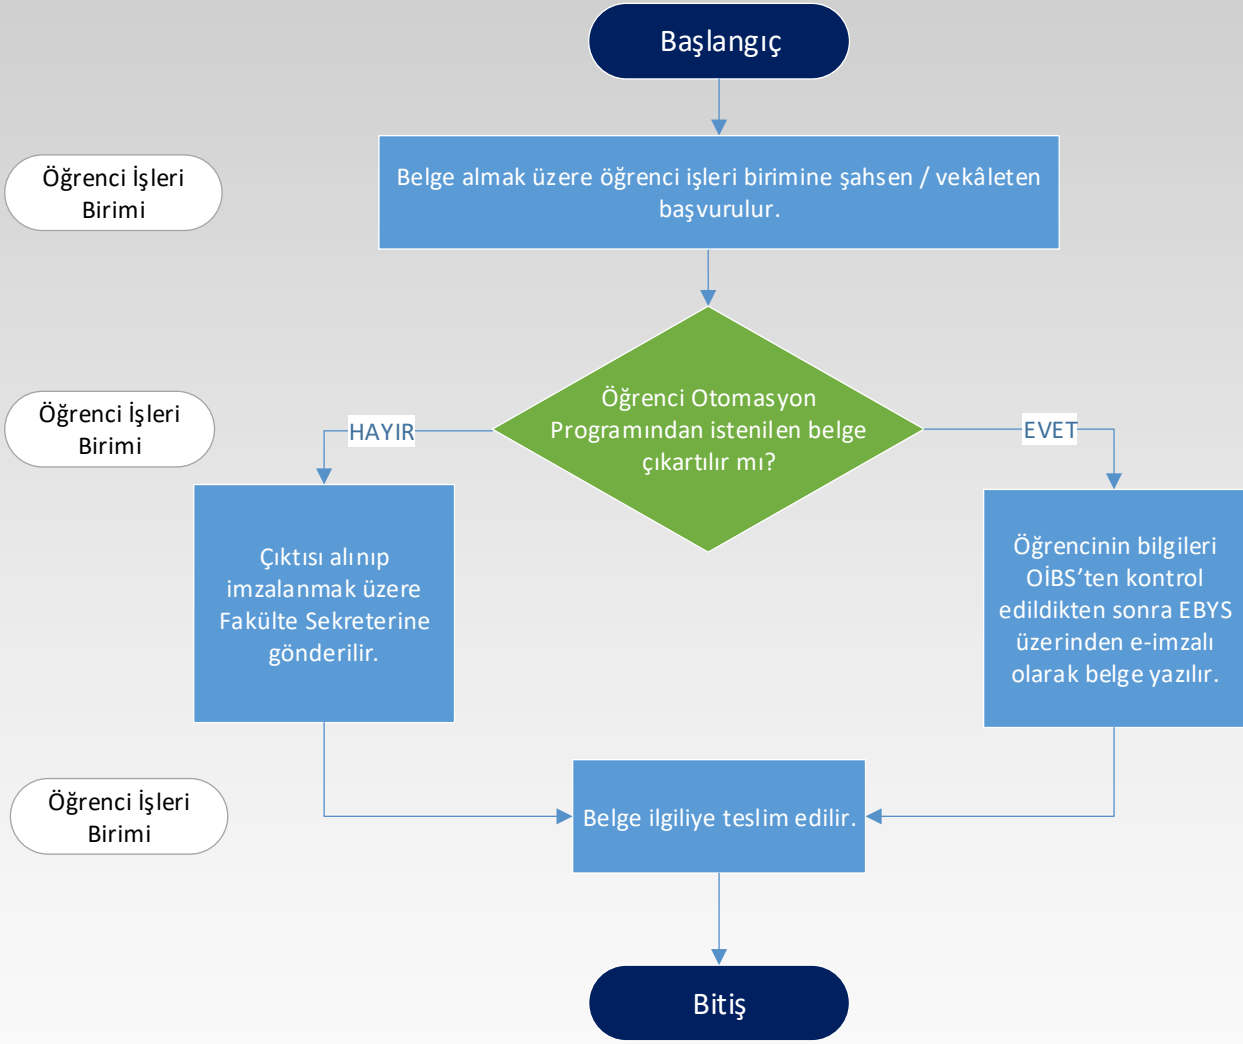 Başlangıç
Öğrenci İşleri
Birimi
Belge almak üzere öğrenci işleri birimine şahsen / vekâleten
başvurulur.
Öğrenci İşleri
Birimi
HAYIR
Öğrenci Otomasyon
Programından istenilen belge
çıkartılır mı?
EVET
Çıktısı alınıp
imzalanmak üzere
Fakülte Sekreterine
gönderilir.
Öğrencinin bilgileri
OİBS’ten kontrol
edildikten sonra EBYS
üzerinden e-imzalı
olarak belge yazılır.
Öğrenci İşleri
Birimi
Belge ilgiliye teslim edilir.
Bitiş